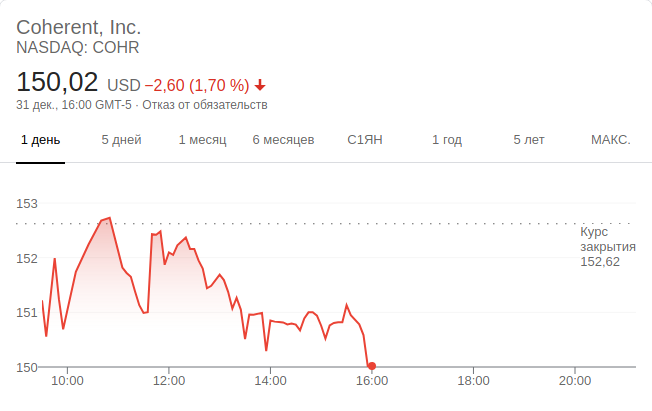 Coherent, Inc.
NASDAQ: COHR
150,02 USD −2,60 (1,70 %)
31 дек., 16:00 GMT-5 · Отказ от обязательств
1 день 5 дней 1 месяц 6 месяцев С1ЯН 1 год 5 лет МАКС.
153
Курс
закрытия
152,62
152
151
150
10:00 12:00 14:00 16:00 18:00 20:00